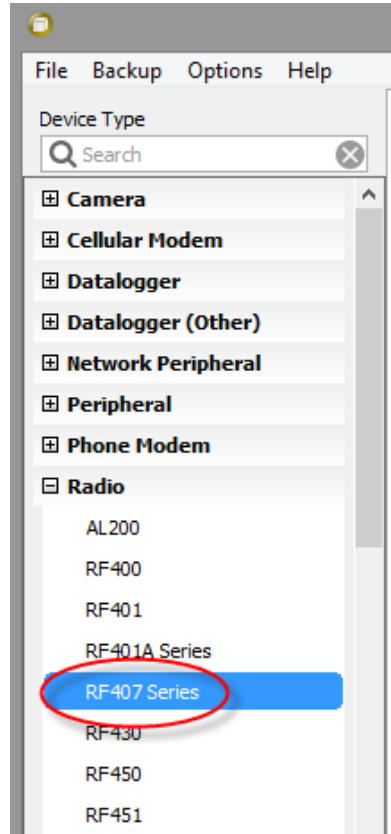 File Backup Options Help
Device Type
Search
Camera
Cellular Modem
Datalogger
Datalogger (Other)
Network Peripheral
Peripheral
Phone Modem
Radio
AL200
RF400
RF401
RF401A Series
RF407 Series
RF430
RF450
RF451